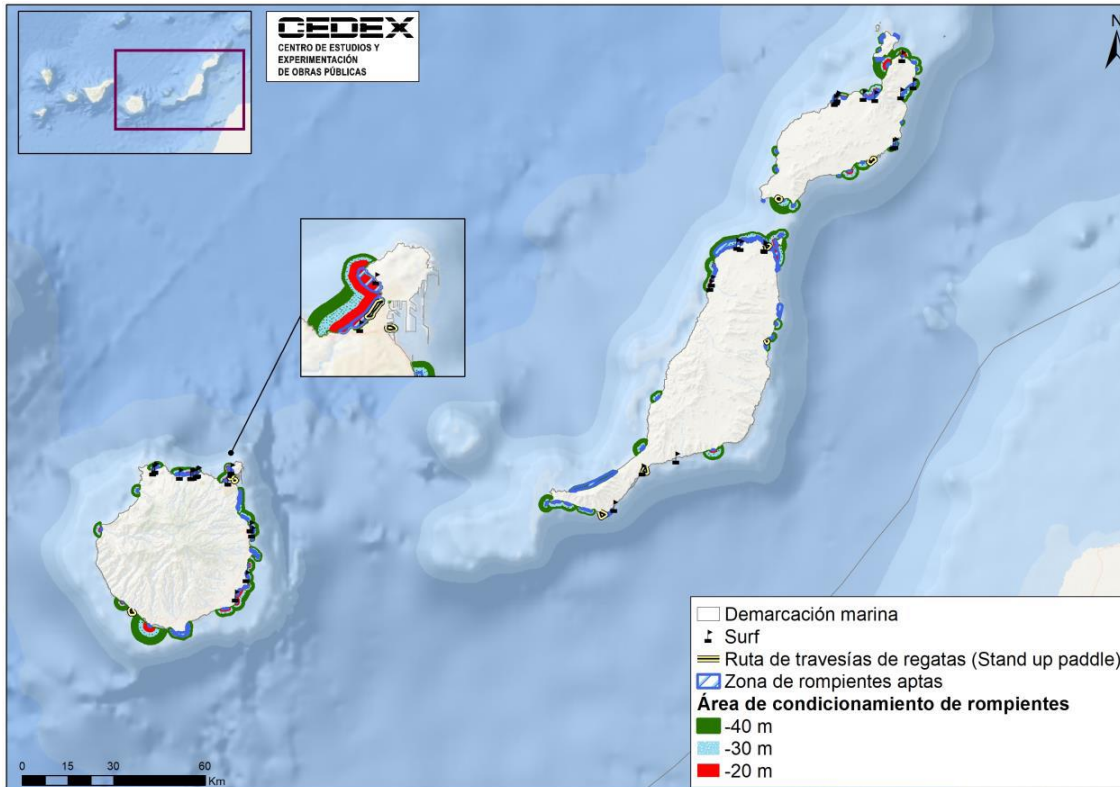 CEDEX
CENTRO DE ESTUDIOS Y
EXPERIMENTACIÓN
DE OBRAS PÚBLICAS
N
Demarcación marina
Surf
Ruta de travesías de regatas (Stand up paddle)
Zona de rompientes aptas
Área de condicionamiento de rompientes
-40 m
-30 m
-20 m
0 15 30 60
Km